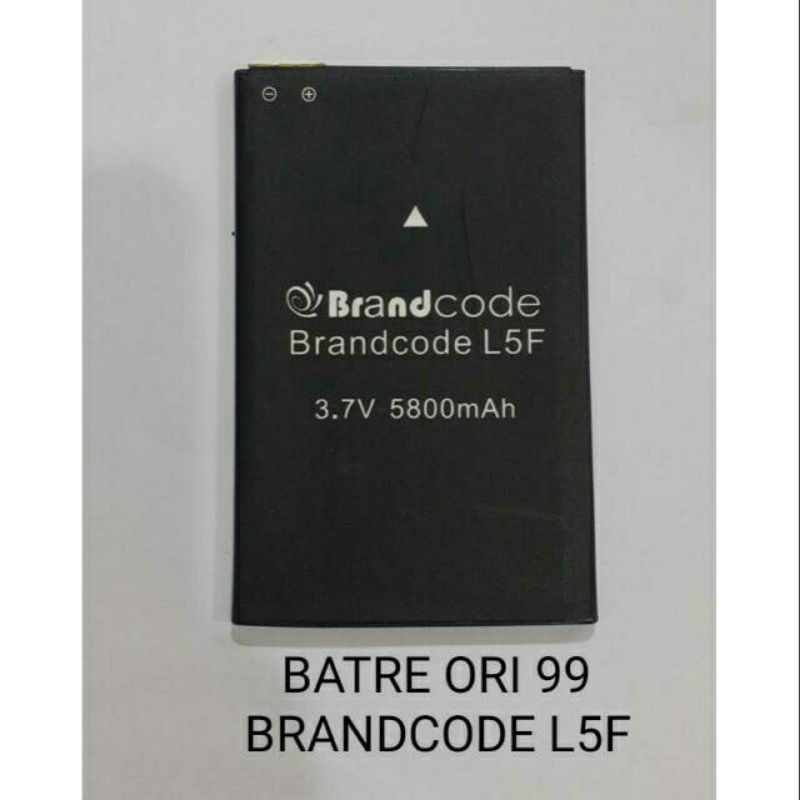 ⊖ ⊕
Brandcode
Brandcode L5F
3.7V 5800mAh
BATRE ORI 99
BRANDCODE L5F